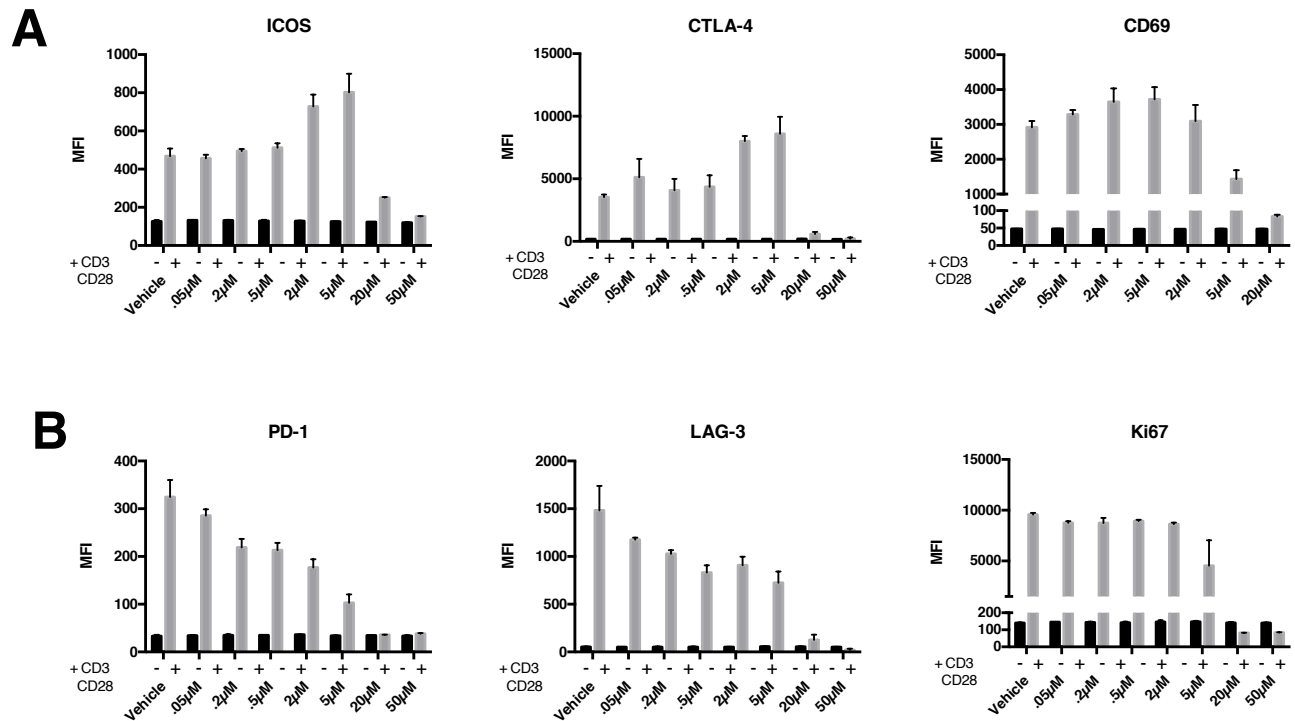 A
ICOS
CTLA-4
CD69
MFI
1000
800
600
400
200
0
- + - + - + - + - + - + - + - +
+ CD3
CD28
Vehicle .05µM .2µM .5µM 2µM 5µM 20µM 50µM
MFI
15000
10000
5000
0
- + - + - + - + - + - + - + - +
+ CD3
CD28
Vehicle .05µM .2µM .5µM 2µM 5µM 20µM 50µM
MFI
5000
4000
3000
2000
1000
100
50
0
- + - + - + - + - + - + - +
+ CD3
CD28
Vehicle .05µM .2µM .5µM 2µM 5µM 20µM
B
PD-1
LAG-3
Ki67
MFI
400
300
200
100
0
- + - + - + - + - + - + - + - +
+ CD3
CD28
Vehicle .05µM .2µM .5µM 2µM 5µM 20µM 50µM
MFI
2000
1500
1000
500
0
- + - + - + - + - + - + - + - +
+ CD3
CD28
Vehicle .05µM .2µM .5µM 2µM 5µM 20µM 50µM
MFI
15000
10000
5000
200
100
0
- + - + - + - + - + - + - + - +
+ CD3
CD28
Vehicle .05µM .2µM .5µM 2µM 5µM 20µM 50µM